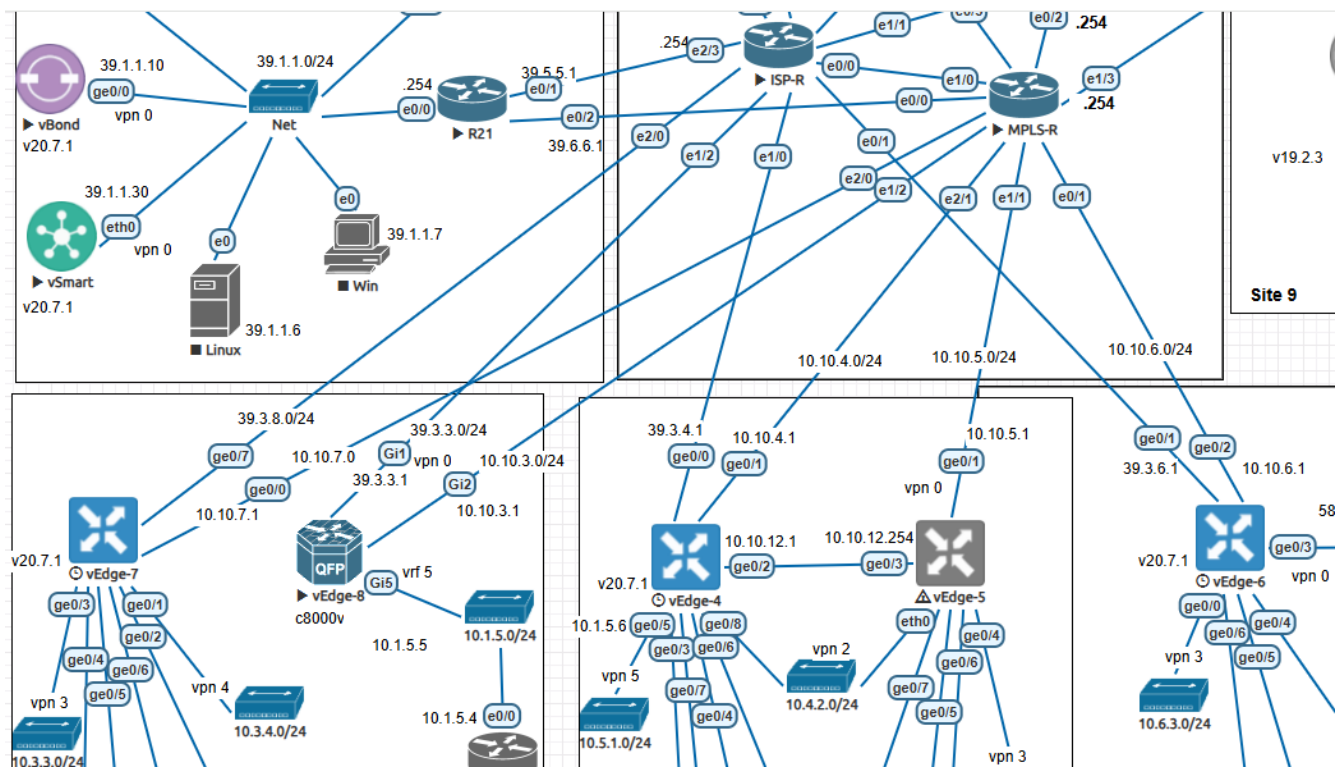 e0/3
e0/2
.254
e1/1
39.1.1.10
39.1.1.0/24
.254
e2/3
ISP-R
ge0/0
.254
39.5.5.1
e0/0
e1/0
e1/3
e0/1
.254
vBond
vpn 0
Net
e0/0
R21
e0/2
e0/0
MPLS-R
v20.7.1
39.6.6.1
e2/0
e1/2
e1/0
e0/1
v19.2.3
39.1.1.30
e2/0
e1/2
e2/1
e1/1
e0/1
eth0
vpn 0
e0
e0
39.1.1.7
vSmart
Win
v20.7.1
Site 9
39.1.1.6
Linux
10.10.4.0/24
10.10.5.0/24
10.10.6.0/24
39.3.8.0/24
39.3.3.0/24
39.3.4.1
10.10.4.1
10.10.5.1
ge0/7
10.10.7.0
Gi1
vpn 0
10.10.3.0/24
ge0/0
ge0/1
ge0/1
ge0/1
ge0/2
39.3.6.1
10.10.6.1
ge0/0
39.3.3.1
Gi2
10.10.7.1
10.10.3.1
vpn 0
58
QFP
vrf 5
10.10.12.1
10.10.12.254
v20.7.1
vEdge-7
Gi5
v20.7.1
ge0/2
ge0/3
v20.7.1
ge0/3
vpn 0
vEdge-8
c8000v
vEdge-4
vEdge-5
vEdge-6
ge0/3
ge0/1
10.1.5.0/24
10.1.5.6
ge0/5
ge0/8
eth0
ge0/4
ge0/0
ge0/4
ge0/2
10.1.5.5
ge0/3
ge0/6
vpn 2
ge0/6
vpn 3
ge0/6
ge0/5
ge0/4
ge0/6
vpn 5
ge0/7
10.4.2.0/24
ge0/7
vpn 3
vpn 4
ge0/5
ge0/4
ge0/5
10.6.3.0/24
10.3.4.0/24
10.1.5.4
e0/0
10.5.1.0/24
vpn 3
10.3.3.0/24